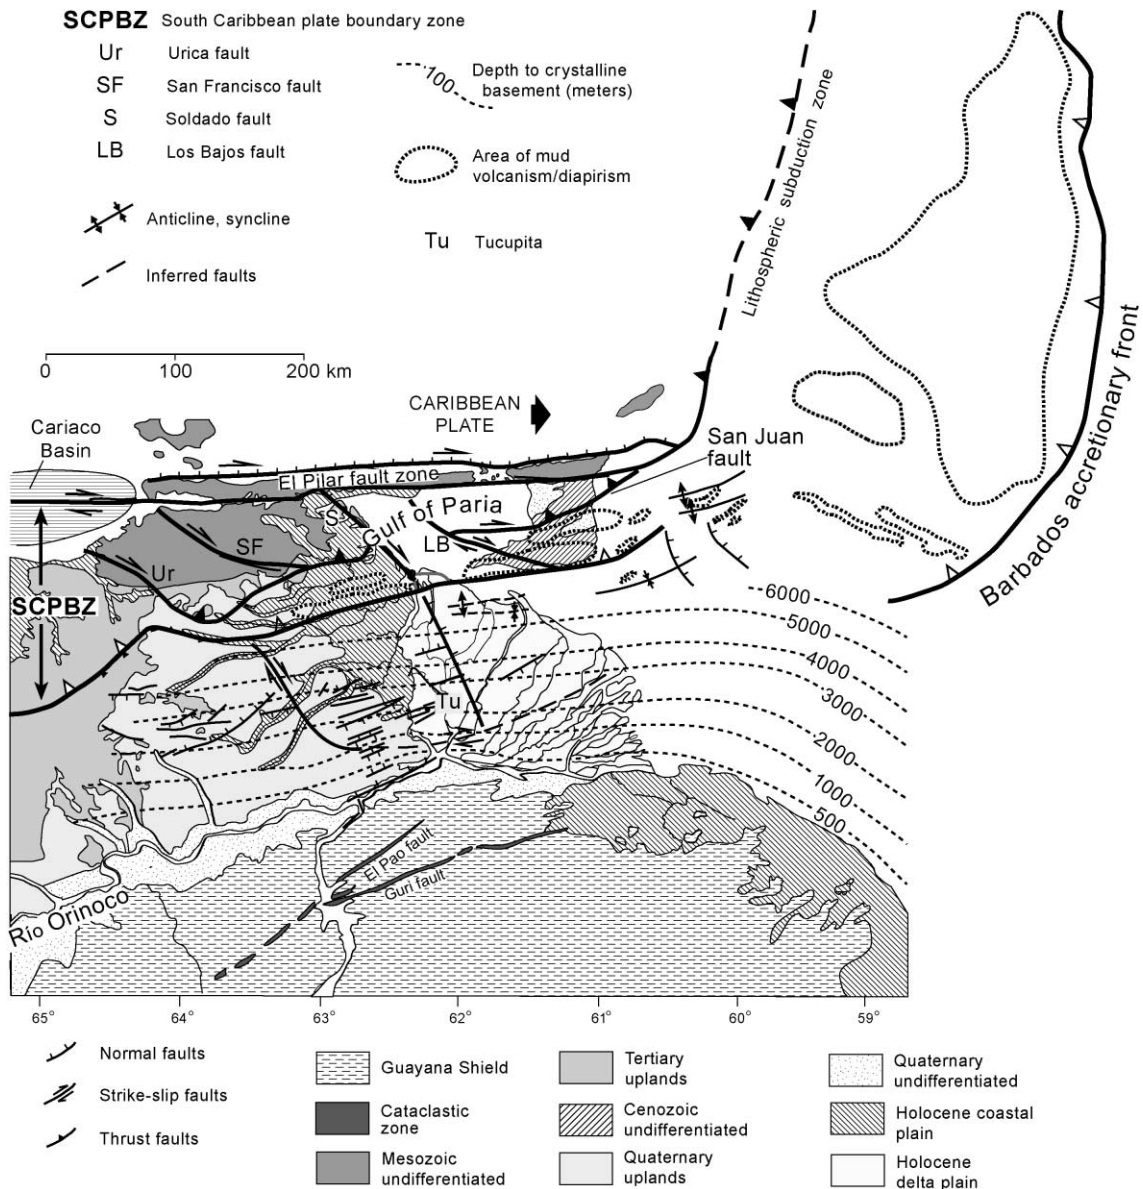 SCPBZ South Caribbean plate boundary zone
Ur Urica fault
SF San Francisco fault
S Soldado fault
LB Los Bajos fault
Anticline, syncline
Inferred faults
100
Depth to crystalline
basement (meters)
Area of mud
volcanism/diapirism
Tu Tucupita
0 100 200 km
Lithospheric subduction zone
Barbados accretionary front
CARIBBEAN
PLATE
San Juan
fault
Cariaco
Basin
El Pilar fault zone
S
Gulf of Paria
LB
SF
Ur
SCPBZ
Tu
6000
5000
4000
3000
2000
1000
500
El Pao fault
Guri fault
Río Orinoco
65° 64° 63° 62° 61° 60° 59°
Normal faults
Strike-slip faults
Thrust faults
Guayana Shield
Cataclastic
zone
Mesozoic
undifferentiated
Tertiary
uplands
Cenozoic
undifferentiated
Quaternary
uplands
Quaternary
undifferentiated
Holocene coastal
plain
Holocene
delta plain